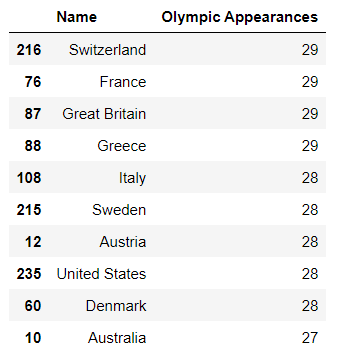 Name Olympic Appearances
216 Switzerland 29
76 France 29
87 Great Britain 29
88 Greece 29
108 Italy 28
215 Sweden 28
12 Austria 28
235 United States 28
60 Denmark 28
10 Australia 27